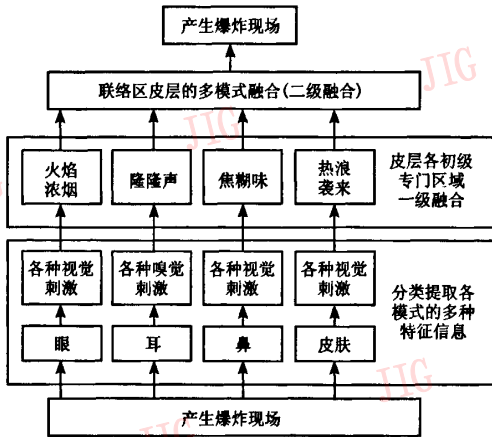 产生爆炸现场
联络区皮层的多模式融合(二级融合)
火焰
浓烟
隆隆声
焦糊味
热浪
袭来
皮层各初级
专门区域
一级融合
各种视觉
刺激
各种嗅觉
刺激
各种视觉
刺激
各种视觉
刺激
分类提取各
模式的多种
特征信息
眼
耳
鼻
皮肤
产生爆炸现场
JIG
JIG
JIG
JIG